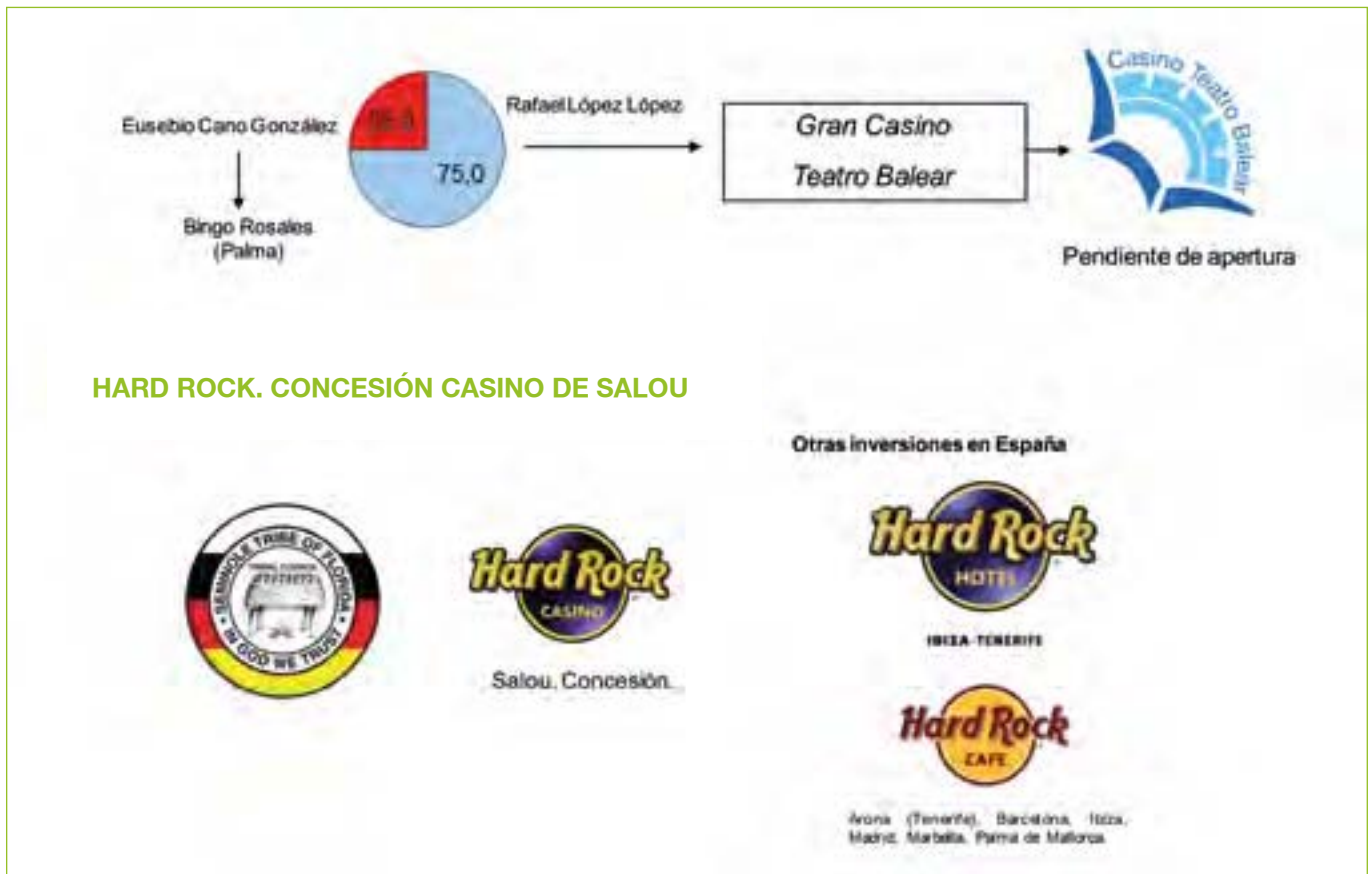 Eusebio Cano González
Bingo Rosales
(Palma)
75,0
Rafael López López
Gran Casino
Teatro Balear
Casino Teatro Balear
Pendiente de apertura
HARD ROCK. CONCESIÓN CASINO DE SALOU
SEMINOLE TRIBE OF FLORIDA
IN GOD WE TRUST
Hard Rock
CASINO
Salou. Concesión.
Otras inversiones en España
Hard Rock
HOTEL
IBIZA-TENERIFE
Hard Rock
CAFE
Arona (Tenerife), Barcelona, Ibiza,
Madrid, Marbella, Palma de Mallorca.